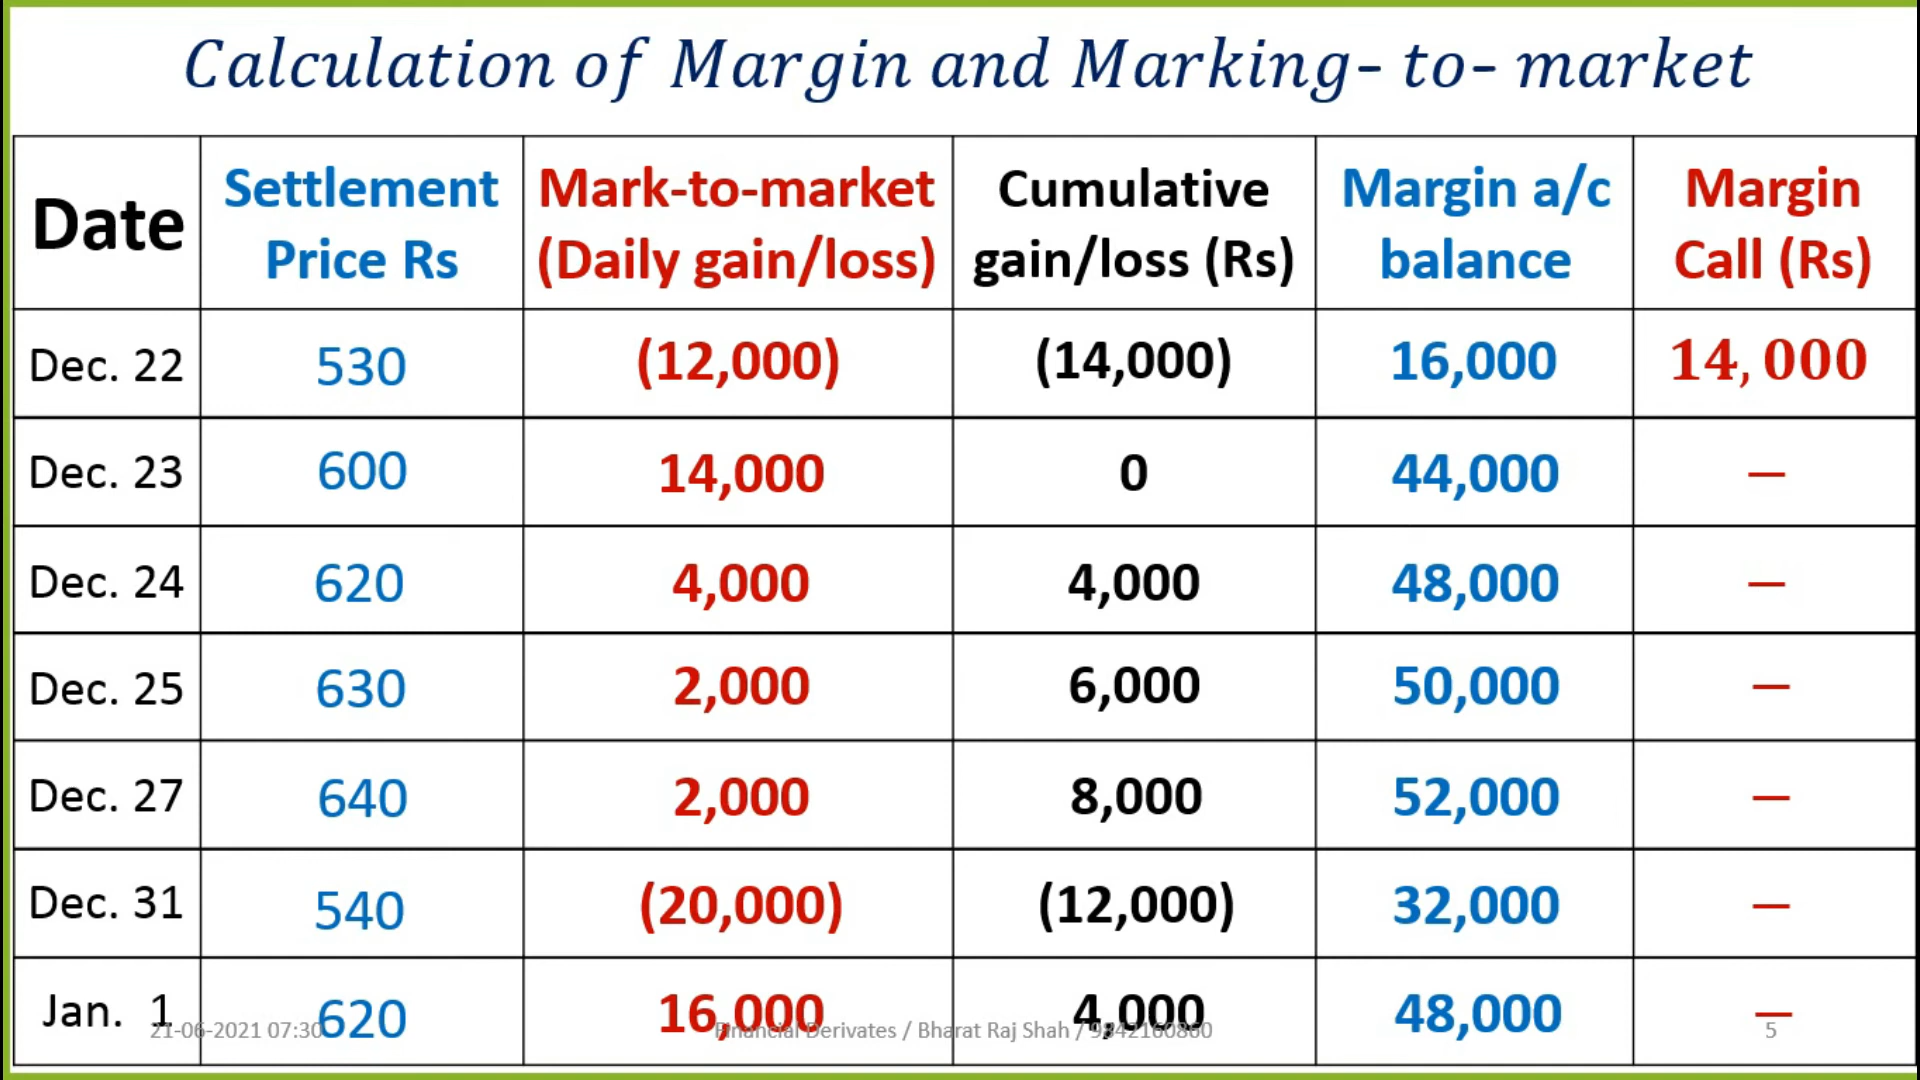 Calculation of Margin and Marking- to- market
Date Settlement Price Rs Mark-to-market (Daily gain/loss) Cumulative gain/loss (Rs) Margin a/c balance Margin Call (Rs)
Dec. 22 530 (12,000) (14,000) 16,000 14,000
Dec. 23 600 14,000 0 44,000 —
Dec. 24 620 4,000 4,000 48,000 —
Dec. 25 630 2,000 6,000 50,000 —
Dec. 27 640 2,000 8,000 52,000 —
Dec. 31 540 (20,000) (12,000) 32,000 —
Jan. 1 620 16,000 4,000 48,000 —
21-06-2021 07:30 Financial Derivates / Bharat Raj Shah / 9842160860 5